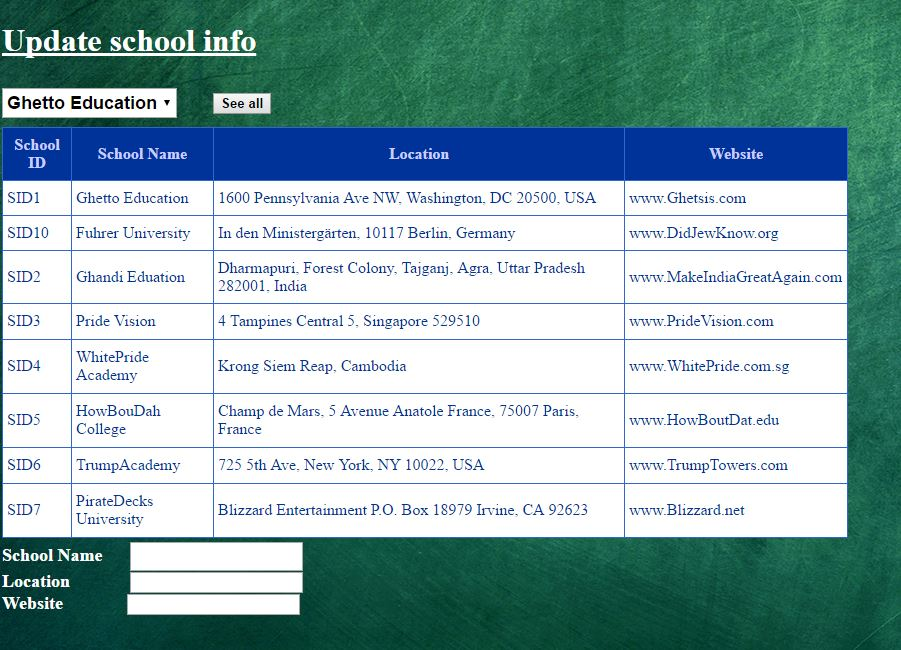 Update school info
Ghetto Education
See all
School ID School Name Location Website
SID1 Ghetto Education 1600 Pennsylvania Ave NW, Washington, DC 20500, USA www.Ghetsis.com
SID10 Fuhrer University In den Ministergärten, 10117 Berlin, Germany www.DidJewKnow.org
SID2 Ghandi Eduation Dharmapuri, Forest Colony, Tajganj, Agra, Uttar Pradesh 282001, India www.MakeIndiaGreatAgain.com
SID3 Pride Vision 4 Tampines Central 5, Singapore 529510 www.PrideVision.com
SID4 WhitePride Academy Krong Siem Reap, Cambodia www.WhitePride.com.sg
SID5 HowBouDah College Champ de Mars, 5 Avenue Anatole France, 75007 Paris, France www.HowBoutDat.edu
SID6 TrumpAcademy 725 5th Ave, New York, NY 10022, USA www.TrumpTowers.com
SID7 PirateDecks University Blizzard Entertainment P.O. Box 18979 Irvine, CA 92623 www.Blizzard.net
School Name
Location
Website